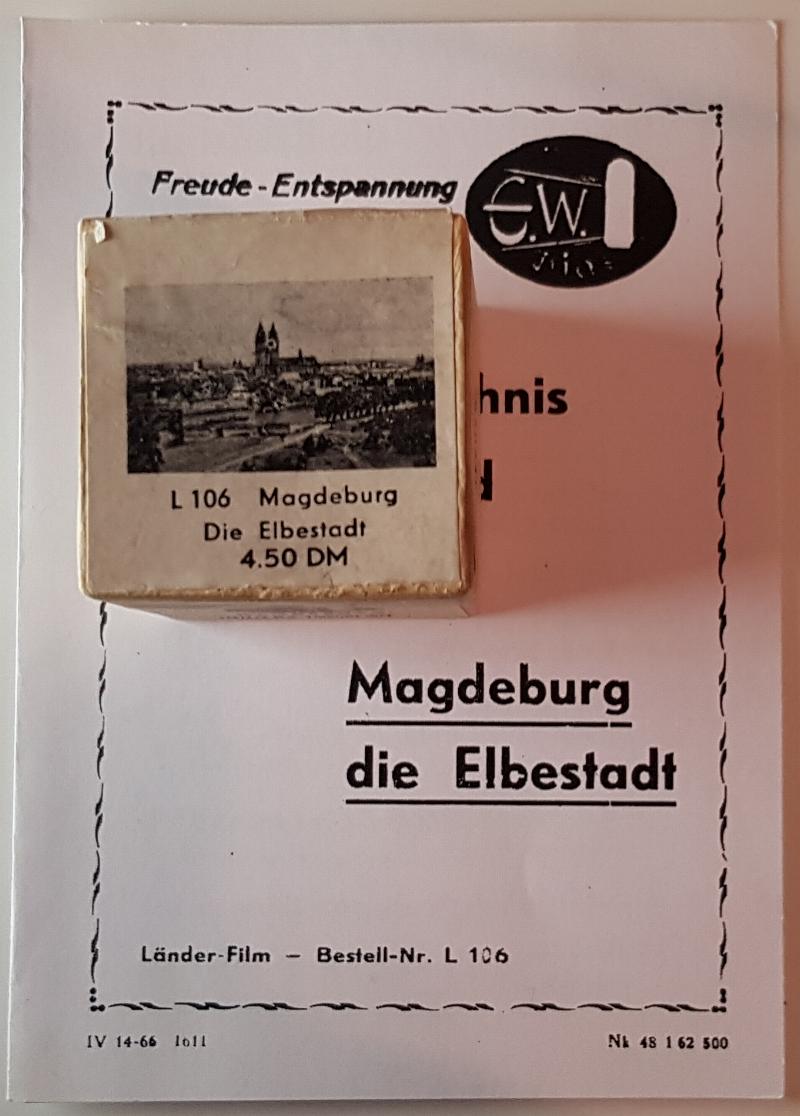 Freude - Entspannung
E.W.
hnis
d
L 106 Magdeburg
Die Elbestadt
4.50 DM
Magdeburg
die Elbestadt
Länder-Film – Bestell-Nr. L 106
IV 14-66 1611
Nk 48 1 62 500